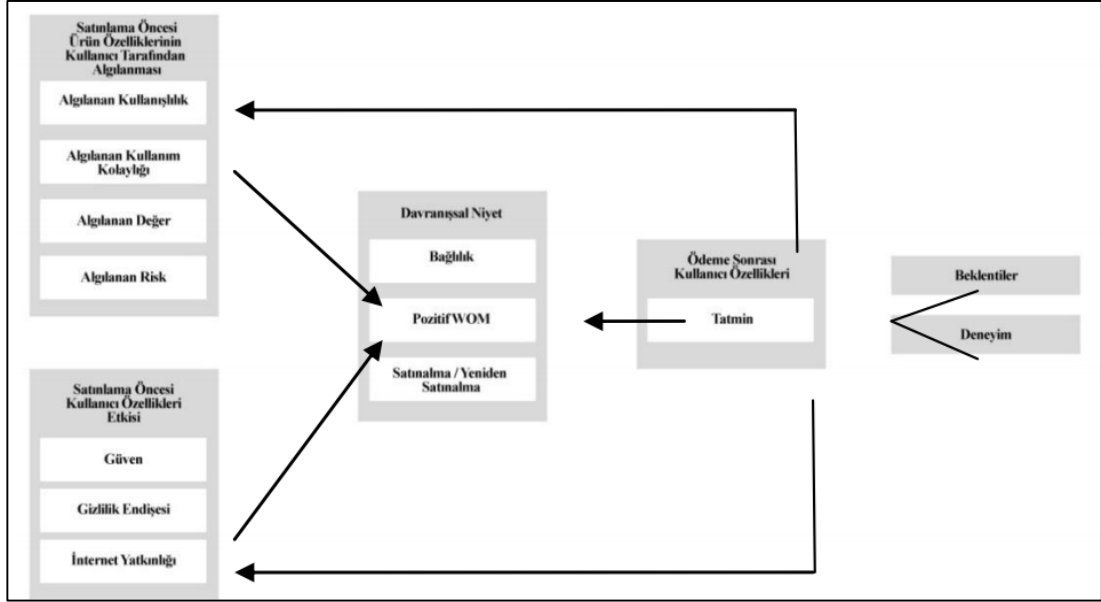 Satınlama Öncesi
Ürün Özelliklerinin
Kullanıcı Tarafından
Algılanması
Algılanan Kullanışlılık
Algılanan Kullanım
Kolaylığı
Algılanan Değer
Algılanan Risk
Satınlama Öncesi
Kullanıcı Özellikleri
Etkisi
Güven
Gizlilik Endişesi
İnternet Yatkınlığı
Davranışsal Niyet
Bağlılık
Pozitif WOM
Satınalma / Yeniden
Satınalma
Ödeme Sonrası
Kullanıcı Özellikleri
Tatmin
Beklentiler
Deneyim